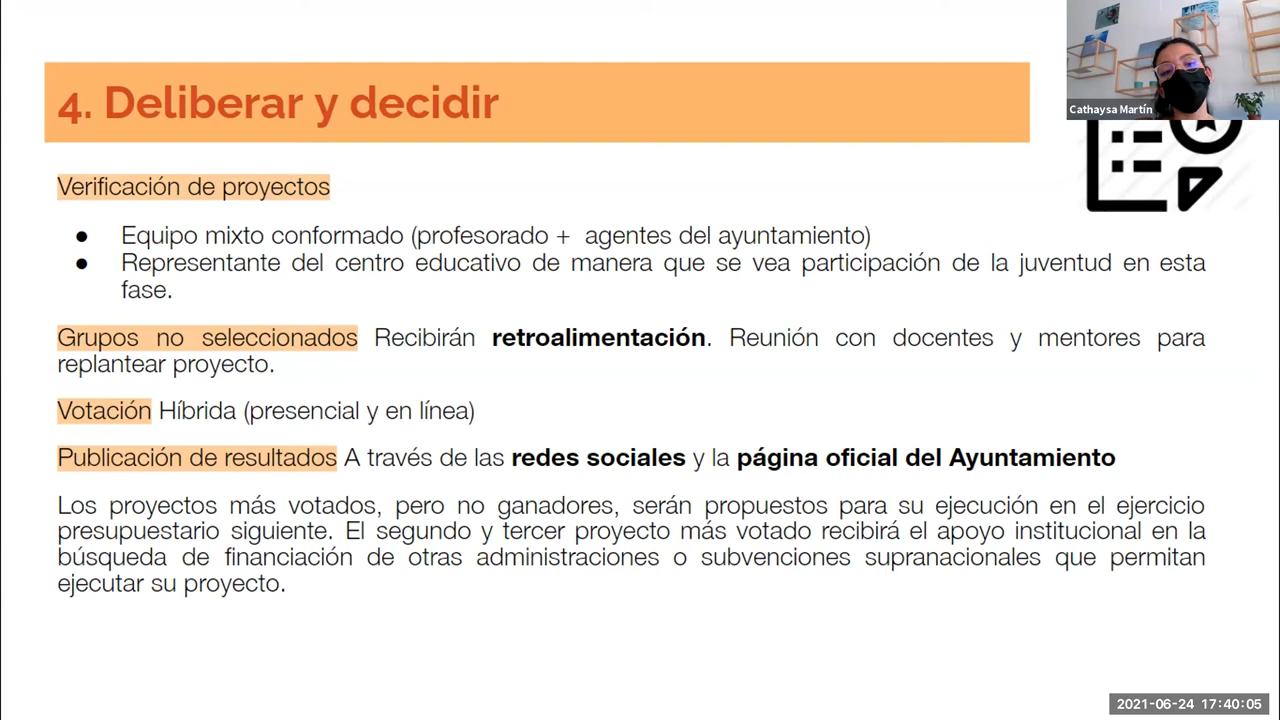 4. Deliberar y decidir
Cathaysa Martín
Verificación de proyectos
● Equipo mixto conformado (profesorado + agentes del ayuntamiento)
● Representante del centro educativo de manera que se vea participación de la juventud en esta
fase.
Grupos no seleccionados Recibirán retroalimentación. Reunión con docentes y mentores para
replantear proyecto.
Votación Híbrida (presencial y en línea)
Publicación de resultados A través de las redes sociales y la página oficial del Ayuntamiento
Los proyectos más votados, pero no ganadores, serán propuestos para su ejecución en el ejercicio
presupuestario siguiente. El segundo y tercer proyecto más votado recibirá el apoyo institucional en la
búsqueda de financiación de otras administraciones o subvenciones supranacionales que permitan
ejecutar su proyecto.
2021-06-24 17:40:05